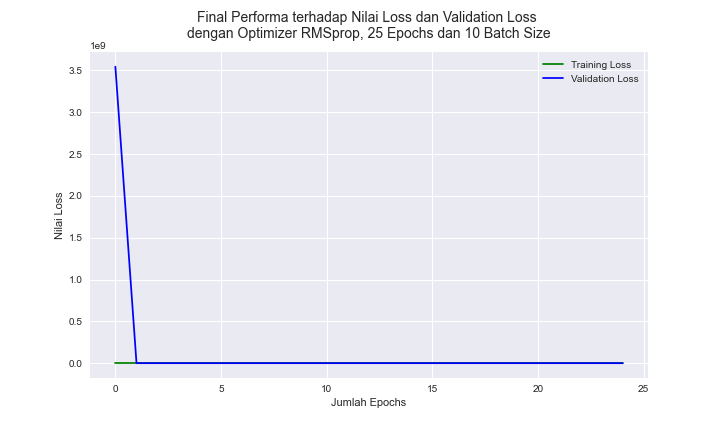 Final Performa terhadap Nilai Loss dan Validation Loss
dengan Optimizer RMSprop, 25 Epochs dan 10 Batch Size
1e9
Training Loss
Validation Loss
3.5
3.0
2.5
2.0
1.5
1.0
0.5
0.0
Nilai Loss
0 5 10 15 20 25
Jumlah Epochs